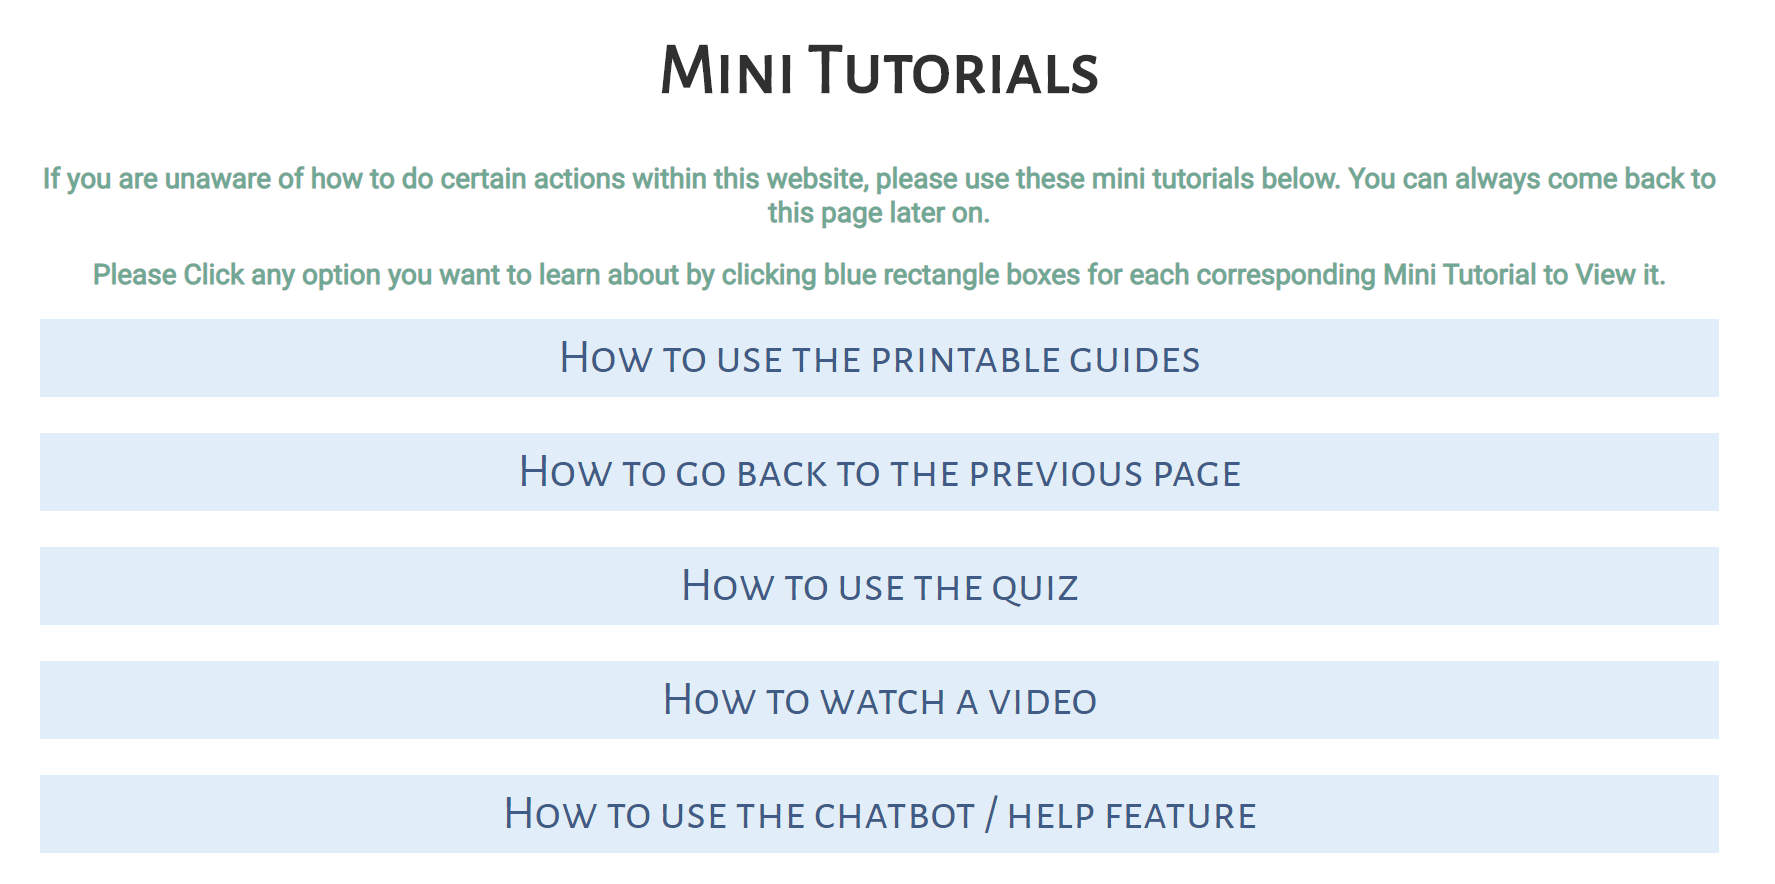 Mini Tutorials
If you are unaware of how to do certain actions within this website, please use these mini tutorials below. You can always come back to
this page later on.
Please Click any option you want to learn about by clicking blue rectangle boxes for each corresponding Mini Tutorial to View it.
How to use the printable guides
How to go back to the previous page
How to use the quiz
How to watch a video
How to use the chatbot / help feature